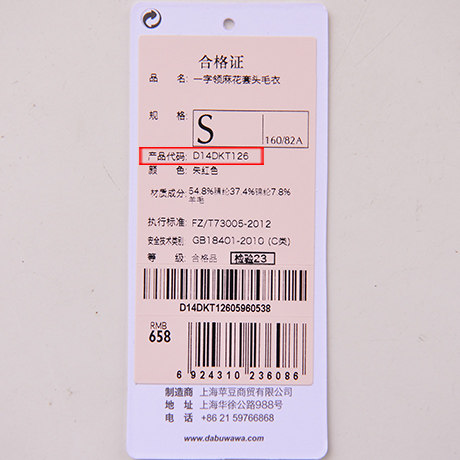 合格证
品 名: 一字领麻花套头毛衣
规 格:
S
160/82A
产品代码: D14DKT126
颜 色: 朱红色
材质成分: 54.8%腈纶37.4%锦纶7.8%
羊毛
执行标准: FZ/T73005-2012
安全技术类别: GB18401-2010 (C类)
等 级: 合格品 检验23
D14DKT12605960538
RMB
658
6 924310 236086
制造商 上海苹豆商贸有限公司
地 址 上海华徐公路988号
电 话 +86 21 59766868
www.dabuwawa.com